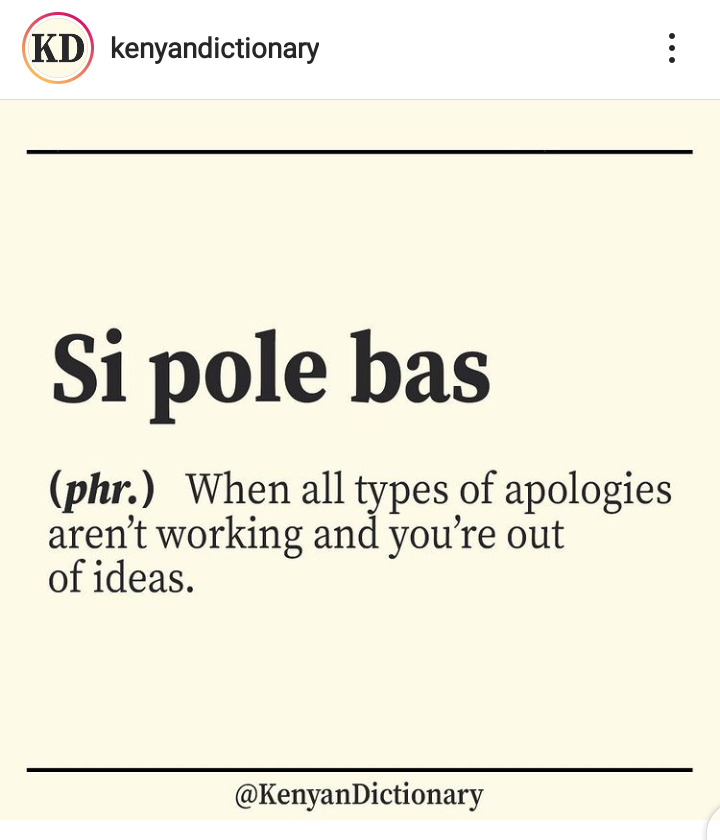 KD kenyandictionary
Si pole bas
(phr.) When all types of apologies
aren’t working and you’re out
of ideas.
@KenyanDictionary